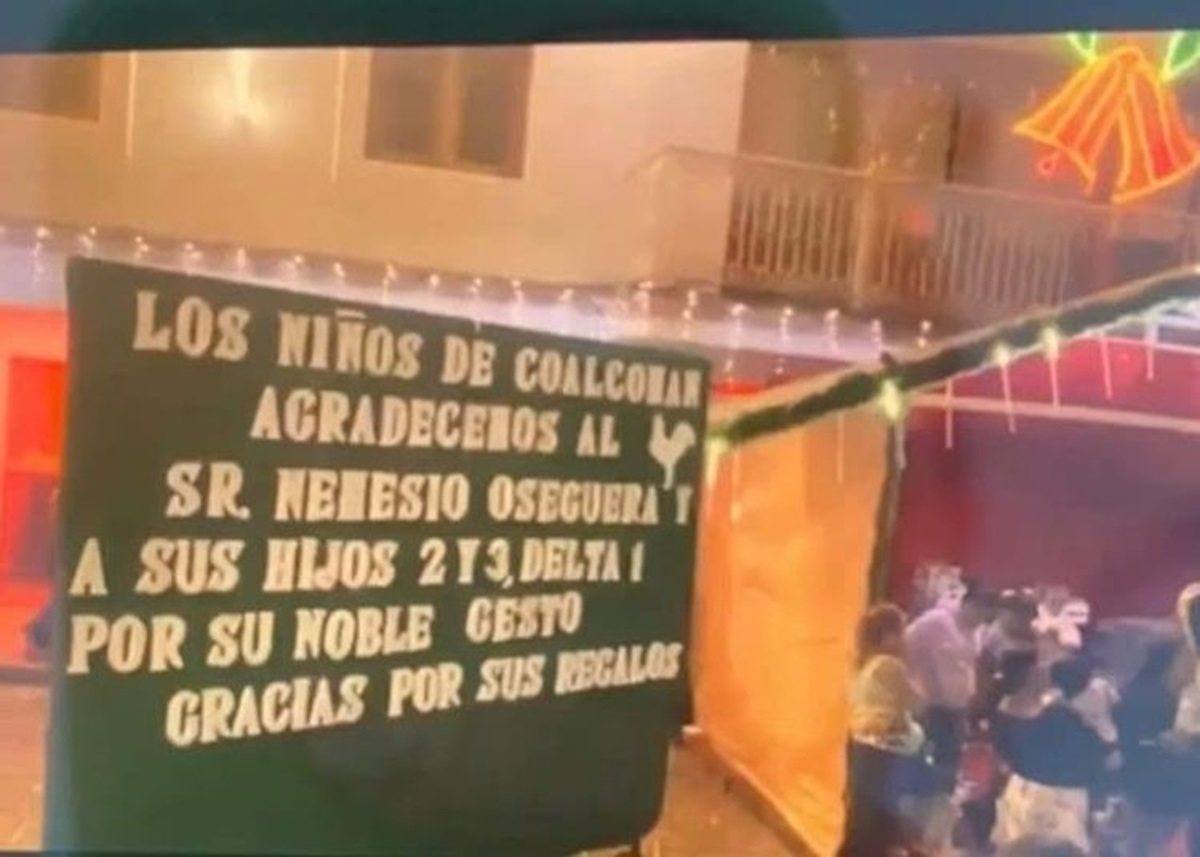 LOS NIÑOS DE COALCOMAN
AGRADECEMOS AL
SR. NEMESIO OSEGUERA Y
A SUS HIJOS 2 Y 3, DELTA 1
POR SU NOBLE GESTO
GRACIAS POR SUS REGALOS